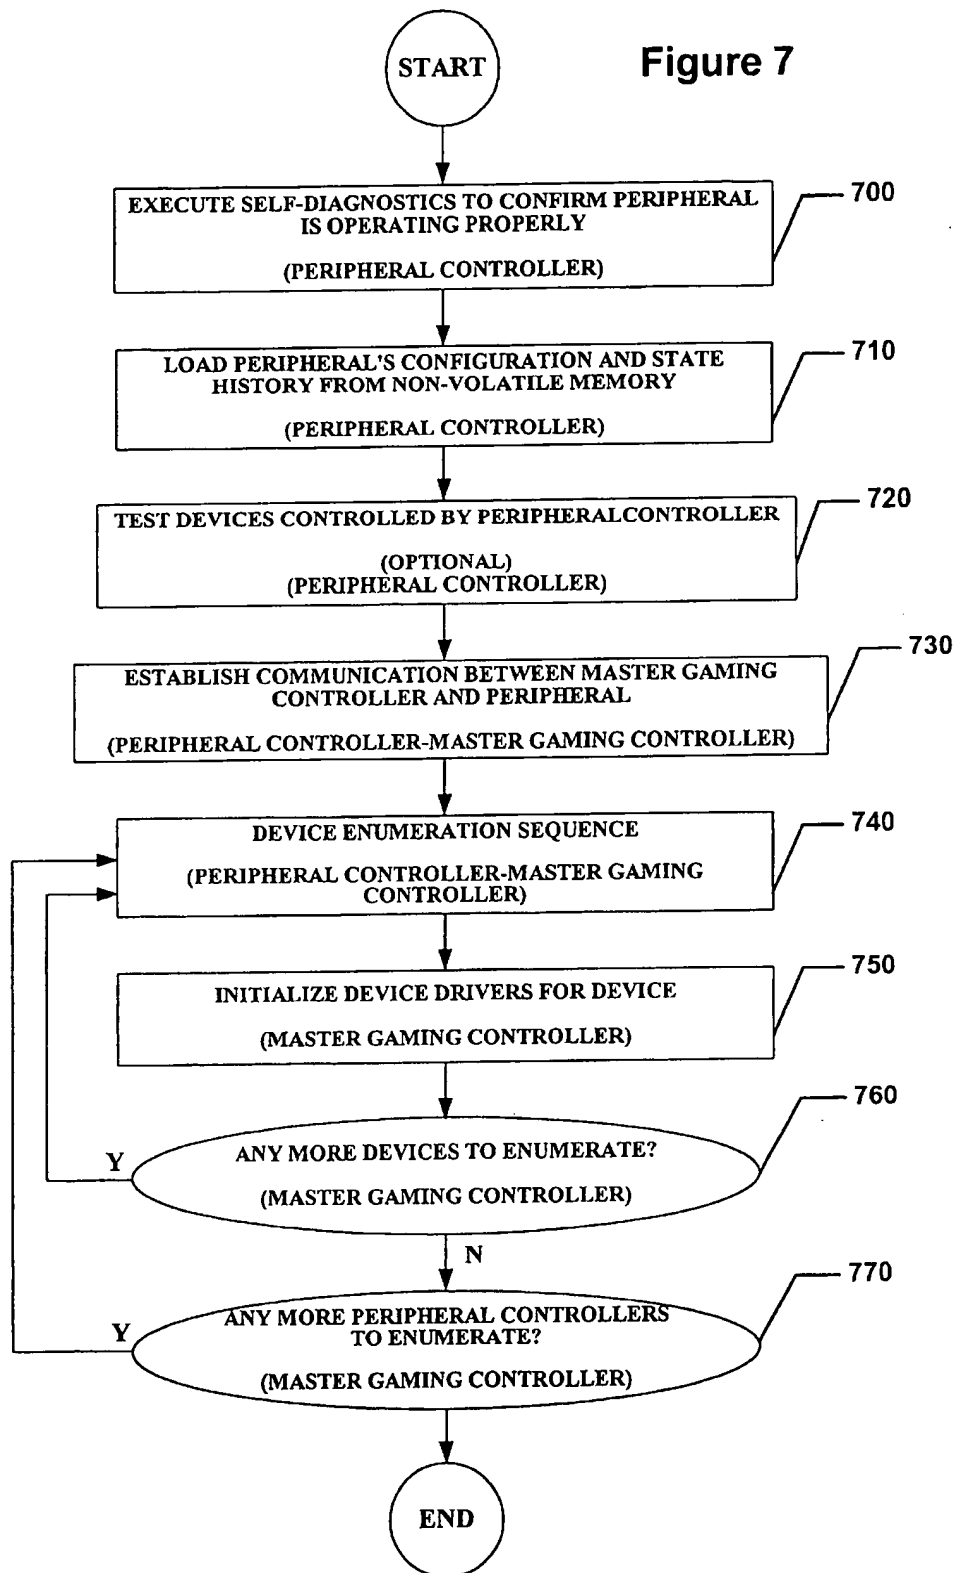 START
Figure 7
EXECUTE SELF-DIAGNOSTICS TO CONFIRM PERIPHERAL
IS OPERATING PROPERLY
(PERIPHERAL CONTROLLER)
700
LOAD PERIPHERAL'S CONFIGURATION AND STATE
HISTORY FROM NON-VOLATILE MEMORY
(PERIPHERAL CONTROLLER)
710
TEST DEVICES CONTROLLED BY PERIPHERALCONTROLLER
(OPTIONAL)
(PERIPHERAL CONTROLLER)
720
ESTABLISH COMMUNICATION BETWEEN MASTER GAMING
CONTROLLER AND PERIPHERAL
(PERIPHERAL CONTROLLER-MASTER GAMING CONTROLLER)
730
DEVICE ENUMERATION SEQUENCE
(PERIPHERAL CONTROLLER-MASTER GAMING
CONTROLLER)
740
INITIALIZE DEVICE DRIVERS FOR DEVICE
(MASTER GAMING CONTROLLER)
750
ANY MORE DEVICES TO ENUMERATE?
(MASTER GAMING CONTROLLER)
760
Y
N
ANY MORE PERIPHERAL CONTROLLERS
TO ENUMERATE?
(MASTER GAMING CONTROLLER)
770
Y
END